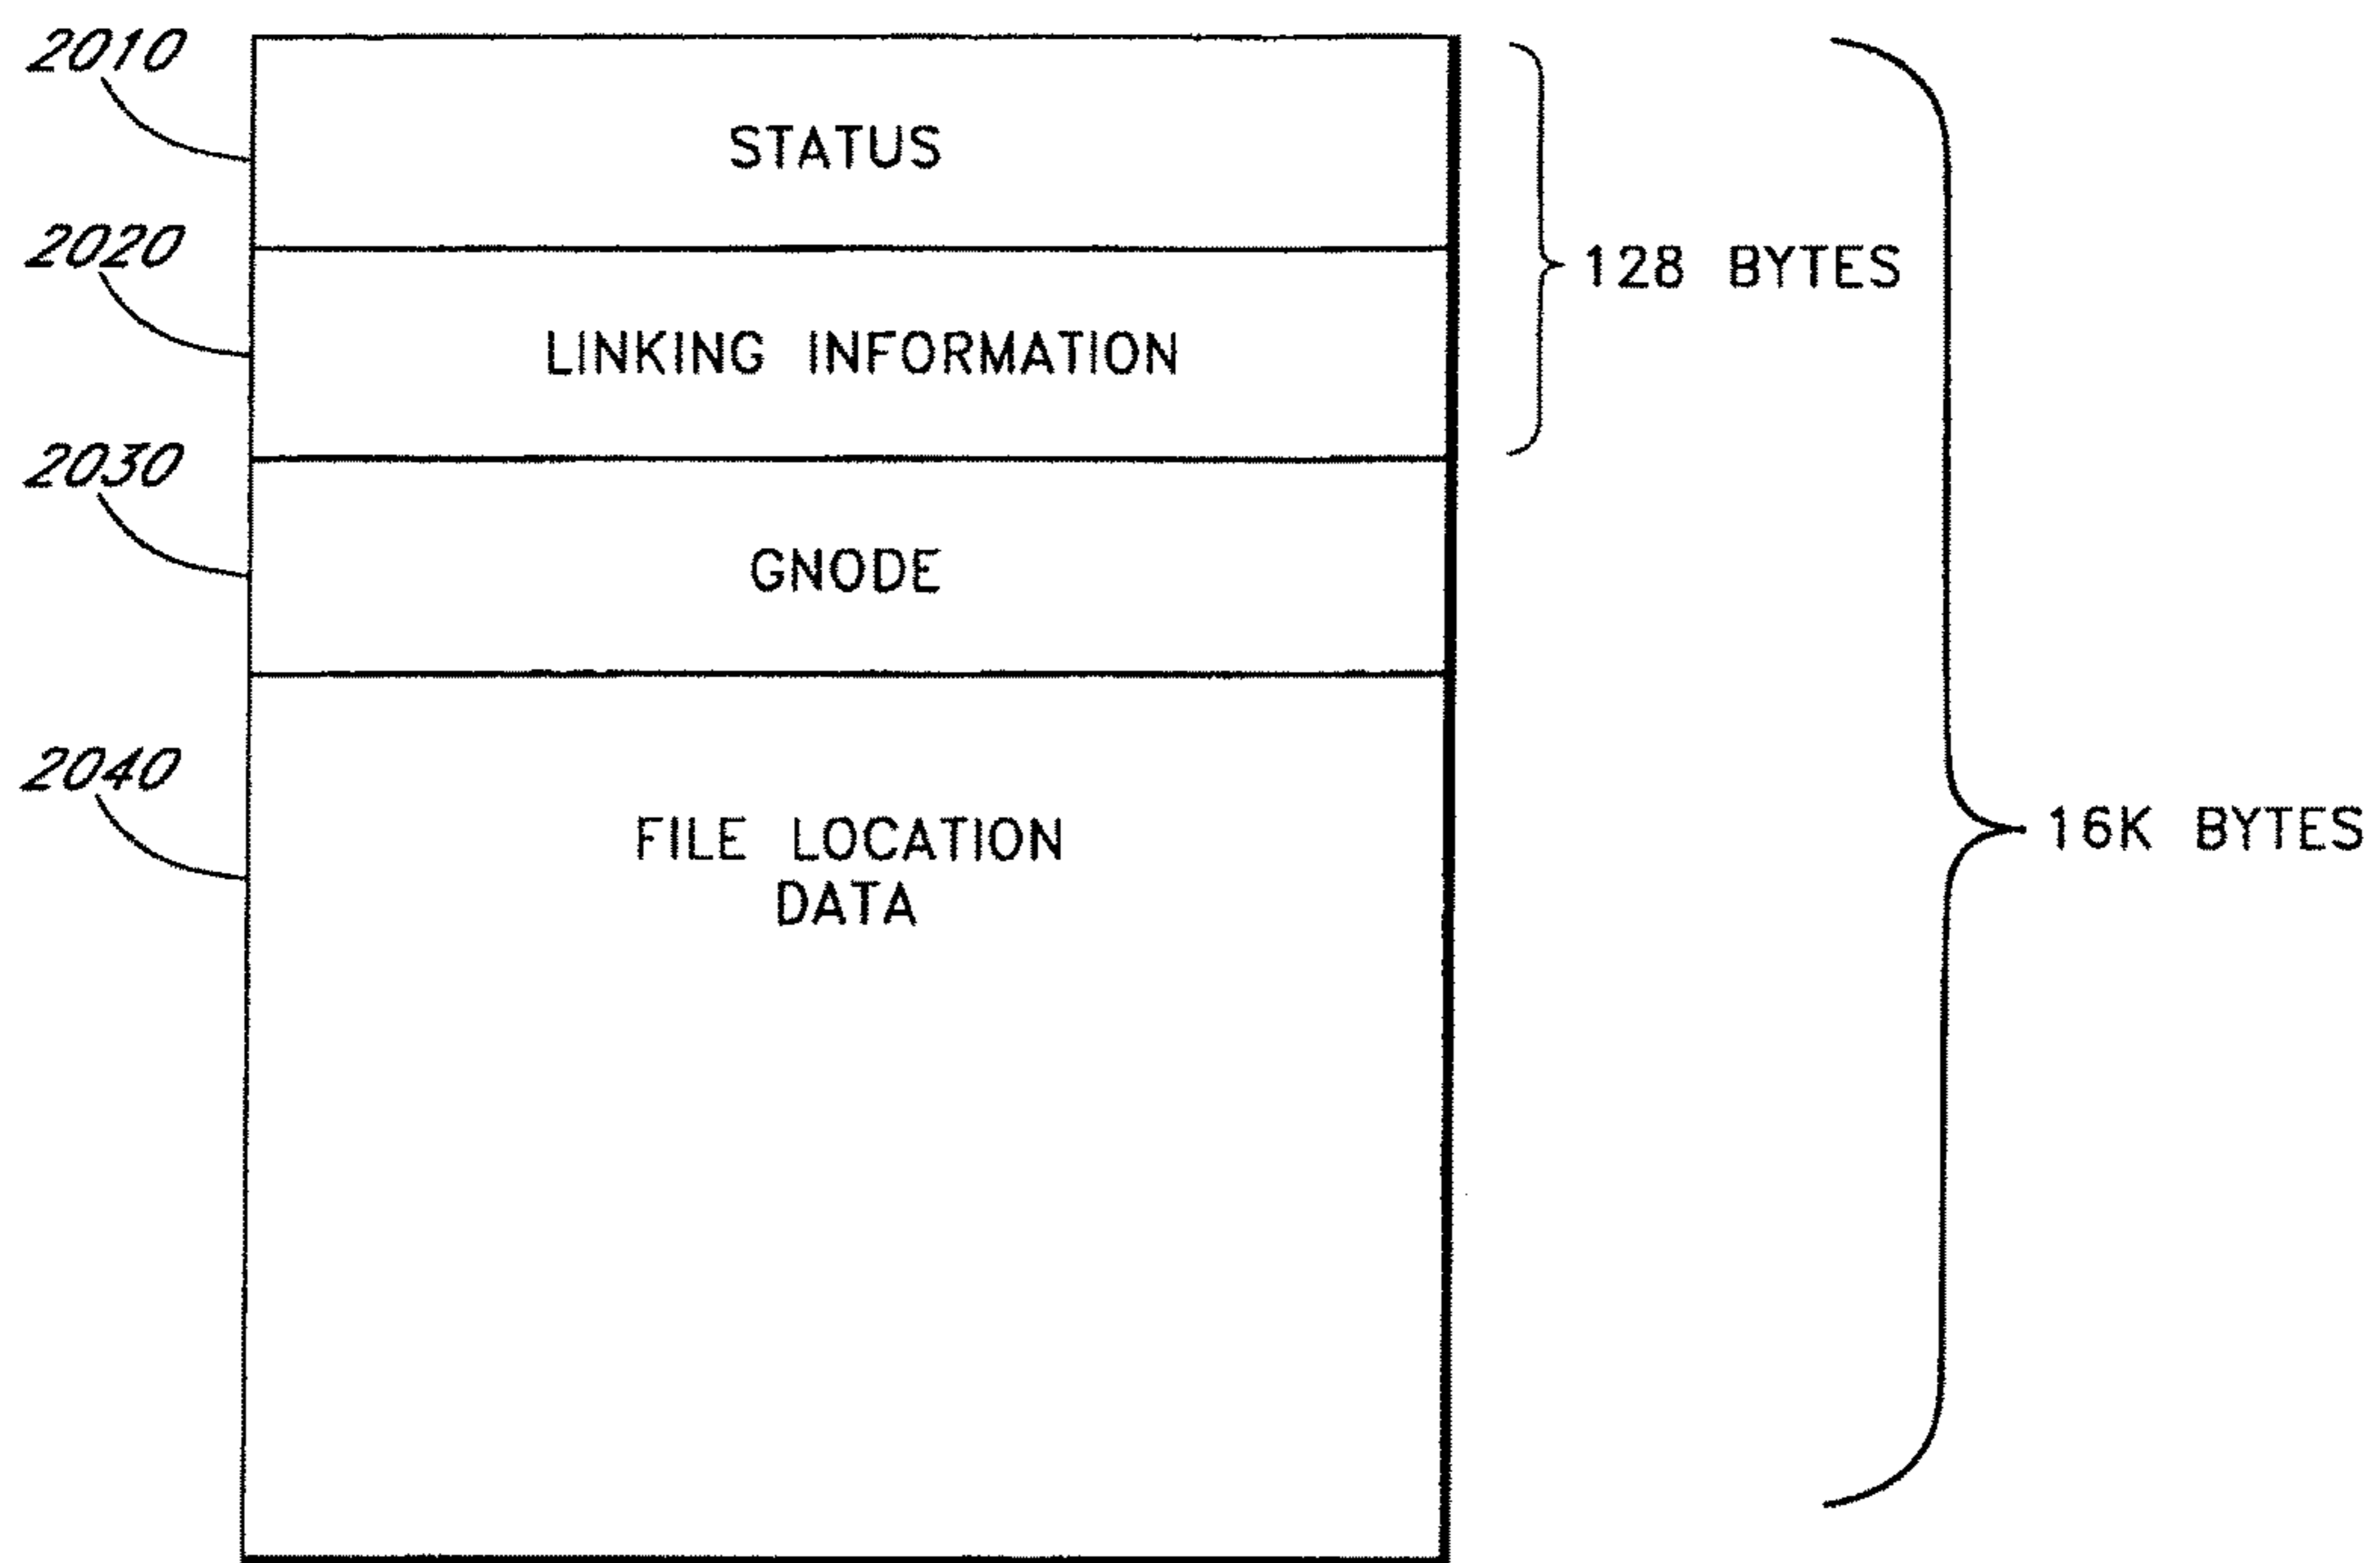 2010
STATUS
2020
128 BYTES
LINKING INFORMATION
2030
GNODE
2040
FILE LOCATION
DATA
16K BYTES